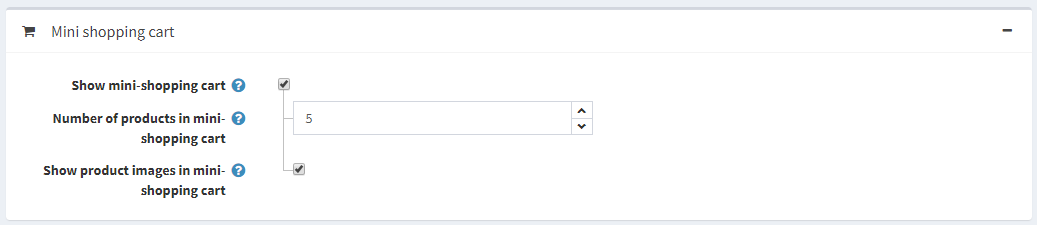 Mini shopping cart
Show mini-shopping cart ?
Number of products in mini- ? 5
shopping cart
Show product images in mini- ?
shopping cart